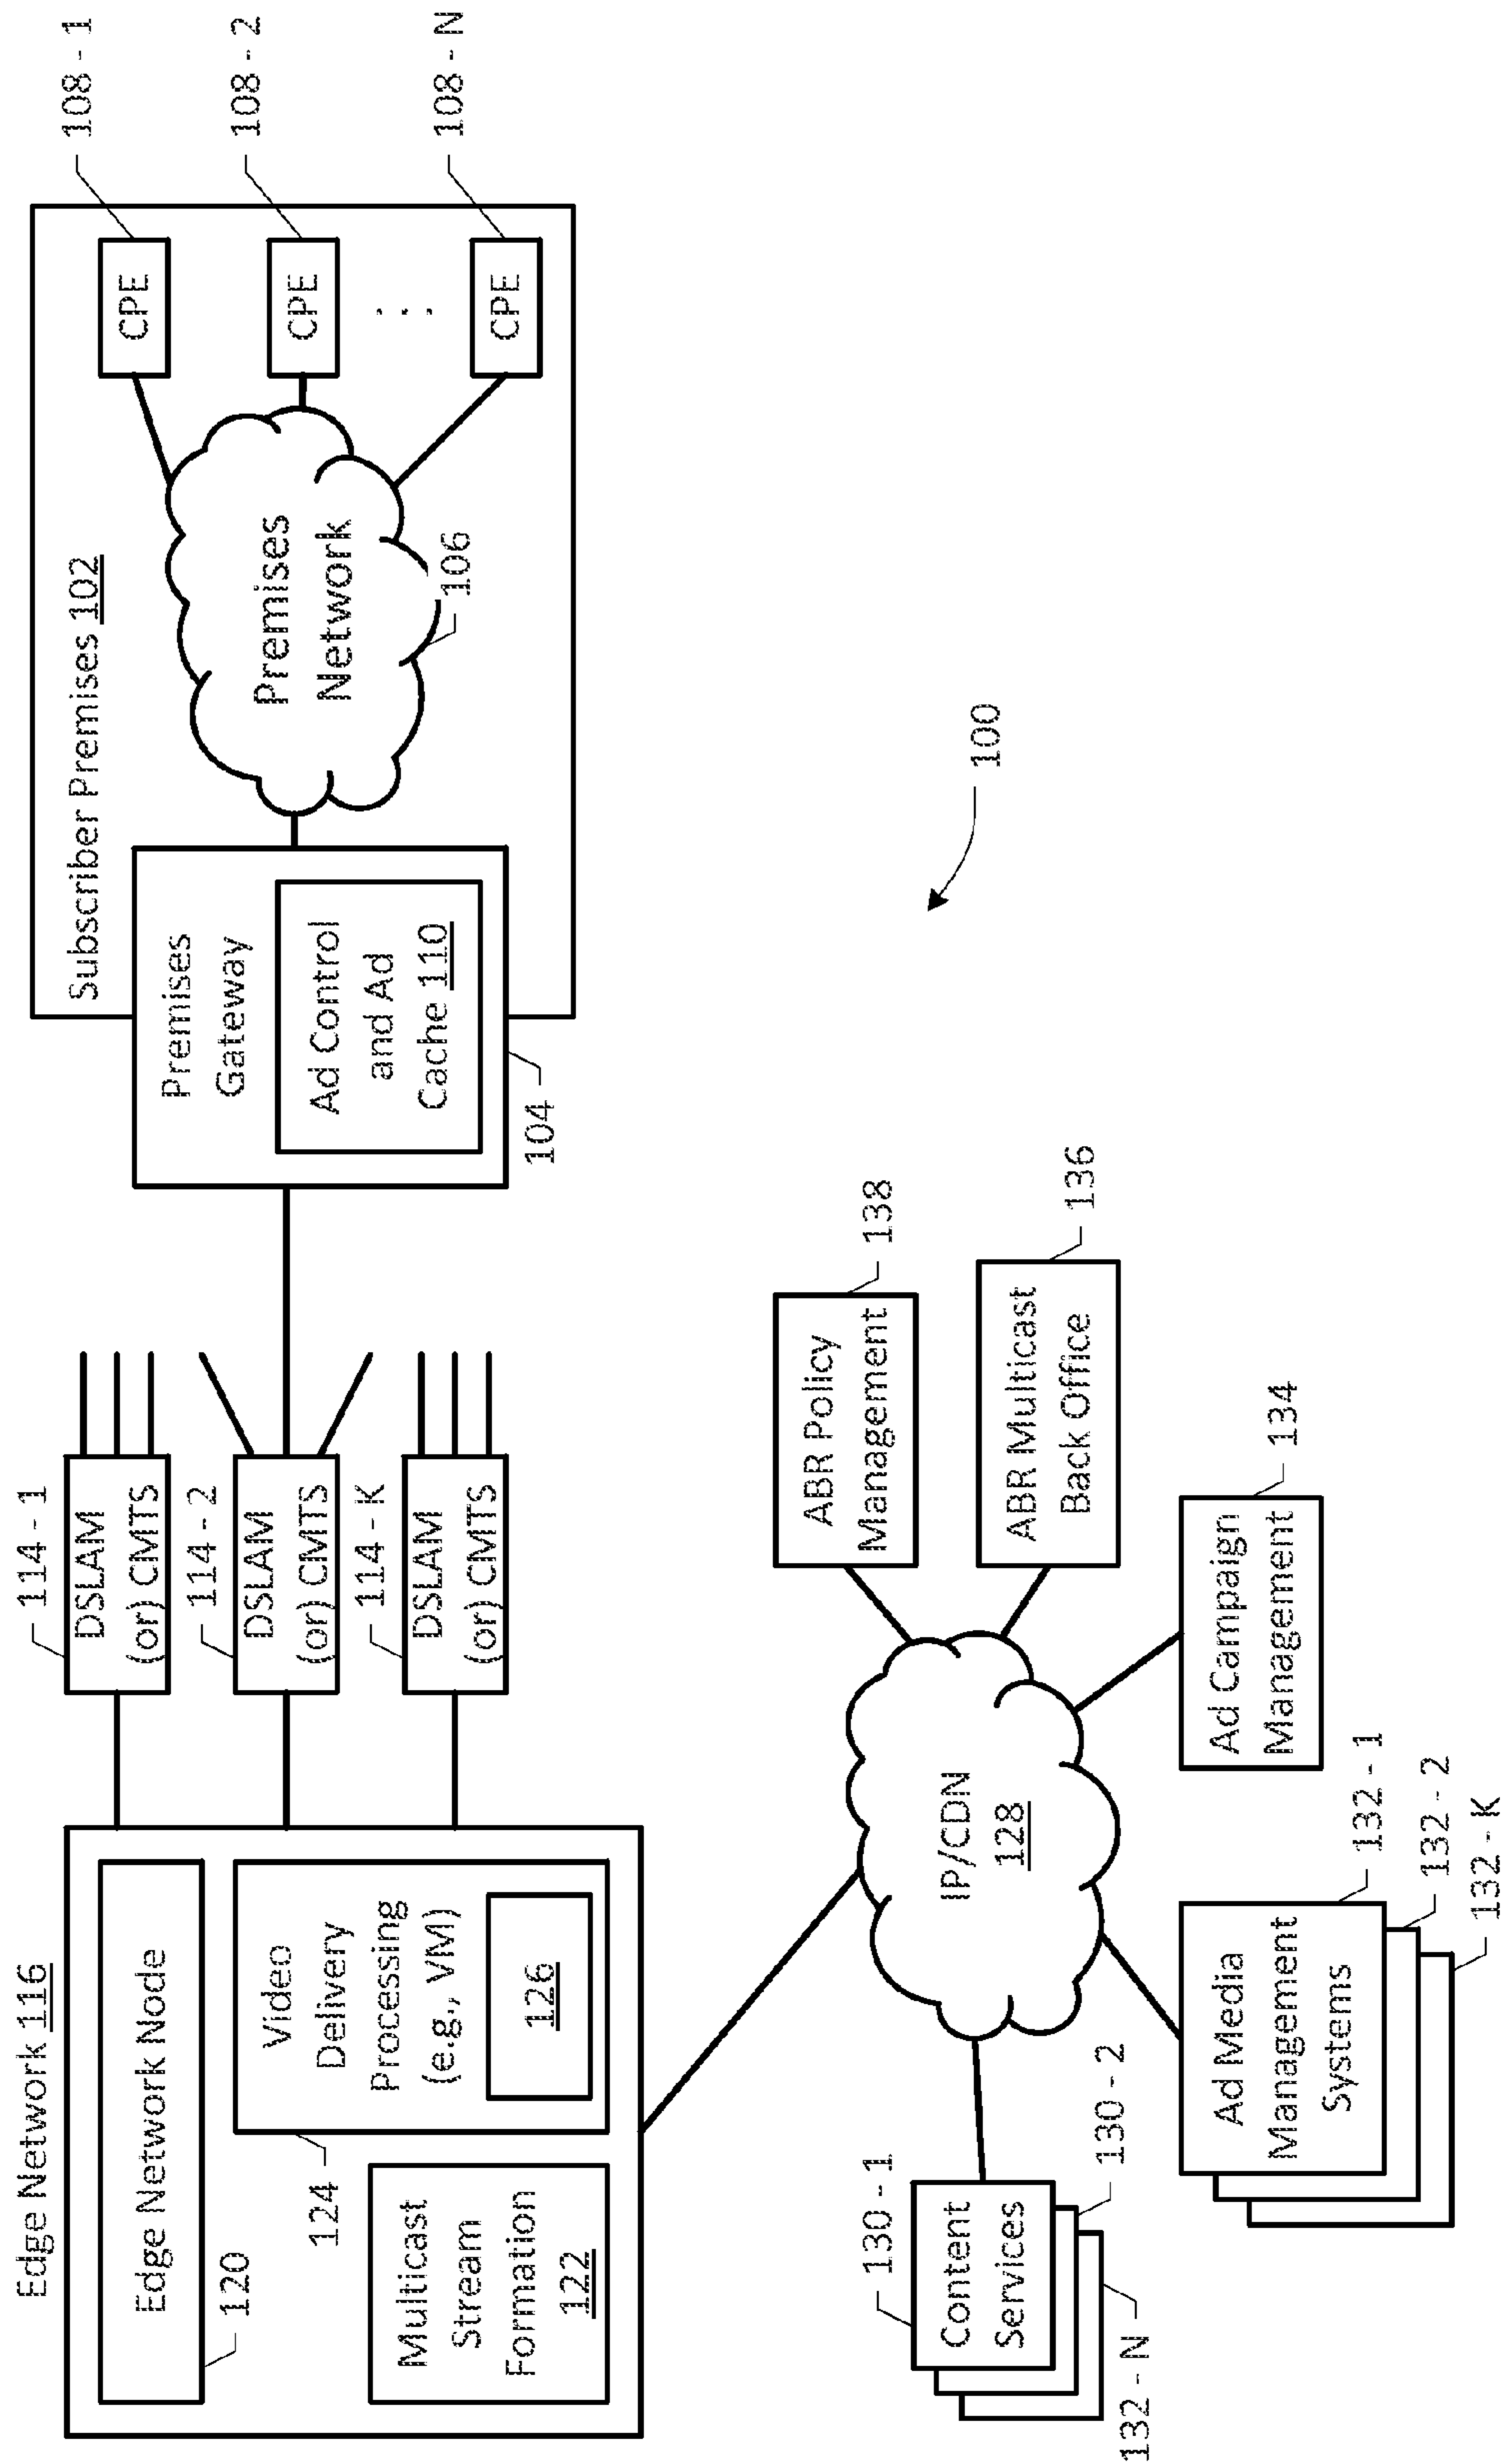 Edge Network 116
Edge Network Node
120
Multicast
Stream
Formation
122
124
Video
Delivery
Processing
(e.g., VM)
126
114 - 1
DSLAM
(or) CMTS
114 - 2
DSLAM
(or) CMTS
114 - K
DSLAM
(or) CMTS
Subscriber Premises 102
Premises
Gateway
Ad Control
and Ad
Cache 110
104
Premises
Network
106
CPE
108 - 1
CPE
108 - 2
CPE
108 - N
100
IP/CDN
128
ABR Policy
Management
138
ABR Multicast
Back Office
136
Ad Campaign
Management
134
Content
Services
130 - 1
130 - 2
132 - N
Ad Media
Management
Systems
132 - 1
132 - 2
132 - K